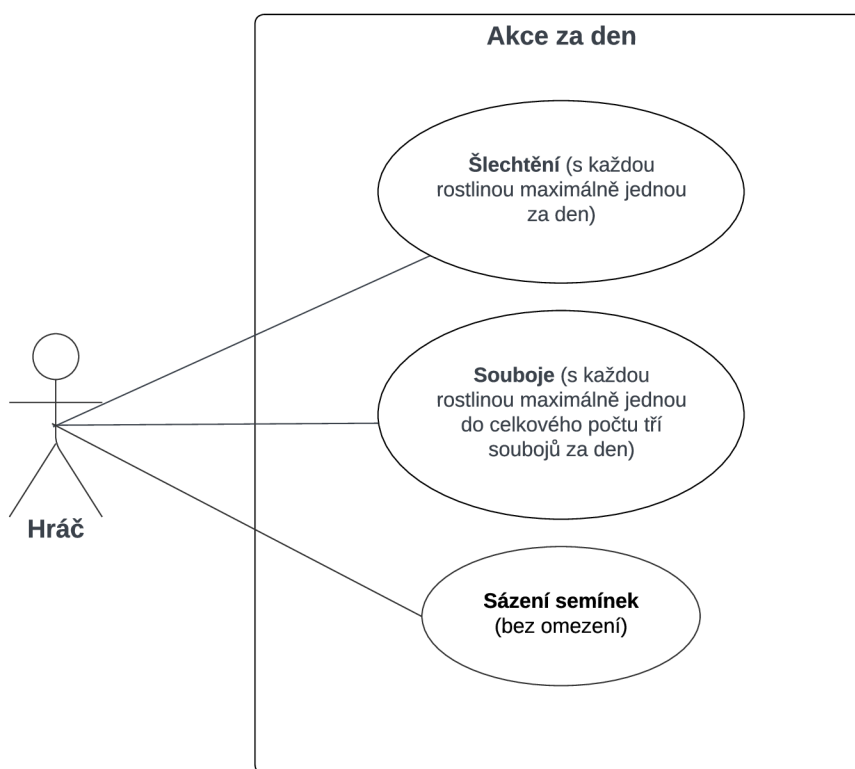 Akce za den
Šlechtění (s každou
rostlinou maximálně jednou
za den)
Souboje (s každou
rostlinou maximálně jednou
do celkového počtu tří
soubojů za den)
Hráč
Sázení semínek
(bez omezení)